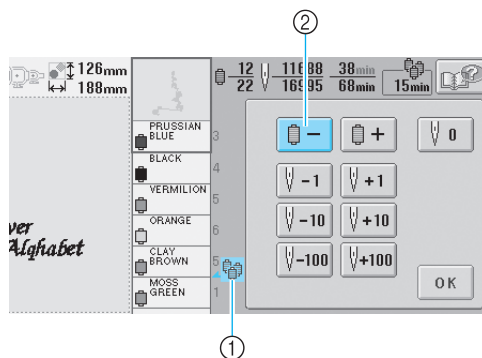 ②
126mm
188mm
12
22
11688 38min
16995 68min 15min
PRUSSIAN
BLUE 3
BLACK
4
VERMILION
5
ORANGE
6
CLAY
BROWN 5
MOSS
GREEN 1
ver
Alphabet
− + 0
-1 +1
-10 +10
-100 +100
OK
①